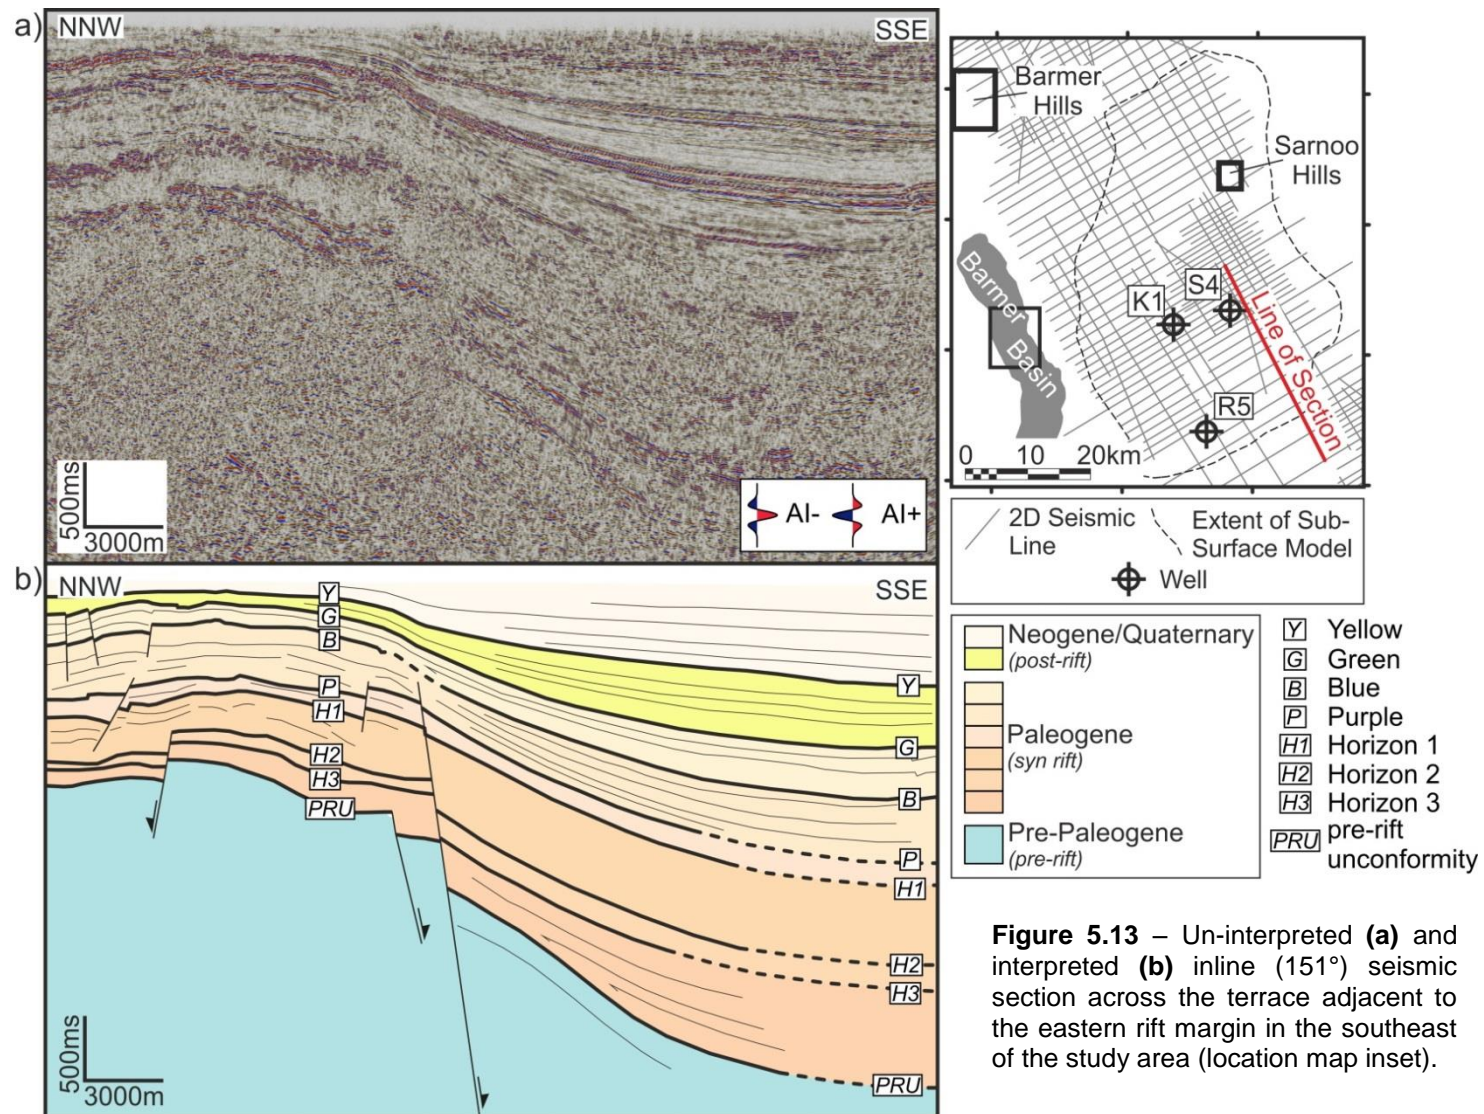 a)
NNW
SSE
500ms
3000m
AI-
AI+
Barmer
Hills
Sarnoo
Hills
Barmer
Basin
K1
S4
R5
Line of Section
0 10 20km
2D Seismic
Line
Extent of Sub-
Surface Model
Well
b)
NNW
SSE
Y
G
B
P
H1
H2
H3
PRU
Y
G
B
P
H1
H2
H3
PRU
500ms
3000m
Neogene/Quaternary
(post-rift)
Paleogene
(syn rift)
Pre-Paleogene
(pre-rift)
Y Yellow
G Green
B Blue
P Purple
H1 Horizon 1
H2 Horizon 2
H3 Horizon 3
PRU pre-rift
unconformity
Figure 5.13 – Un-interpreted (a) and
interpreted (b) inline (151°) seismic
section across the terrace adjacent to
the eastern rift margin in the southeast
of the study area (location map inset).